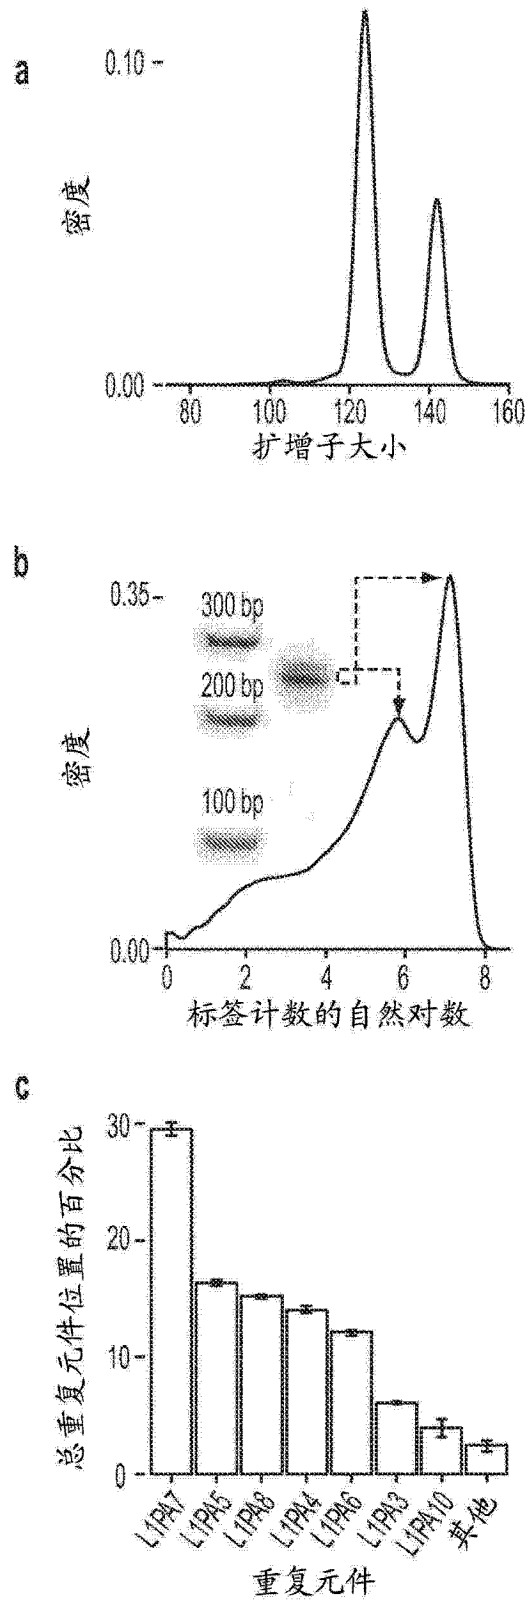 a
0.10
密度
0.00
80 100 120 140 160
扩增子大小
b
0.35
300 bp
200 bp
100 bp
密度
0.00
0 2 4 6 8
标签计数的自然对数
c
总重复元件位置的百分比
30
20
10
0
L1PA7 L1PA5 L1PA8 L1PA4 L1PA6 L1PA3 L1PA10 其他
重复元件